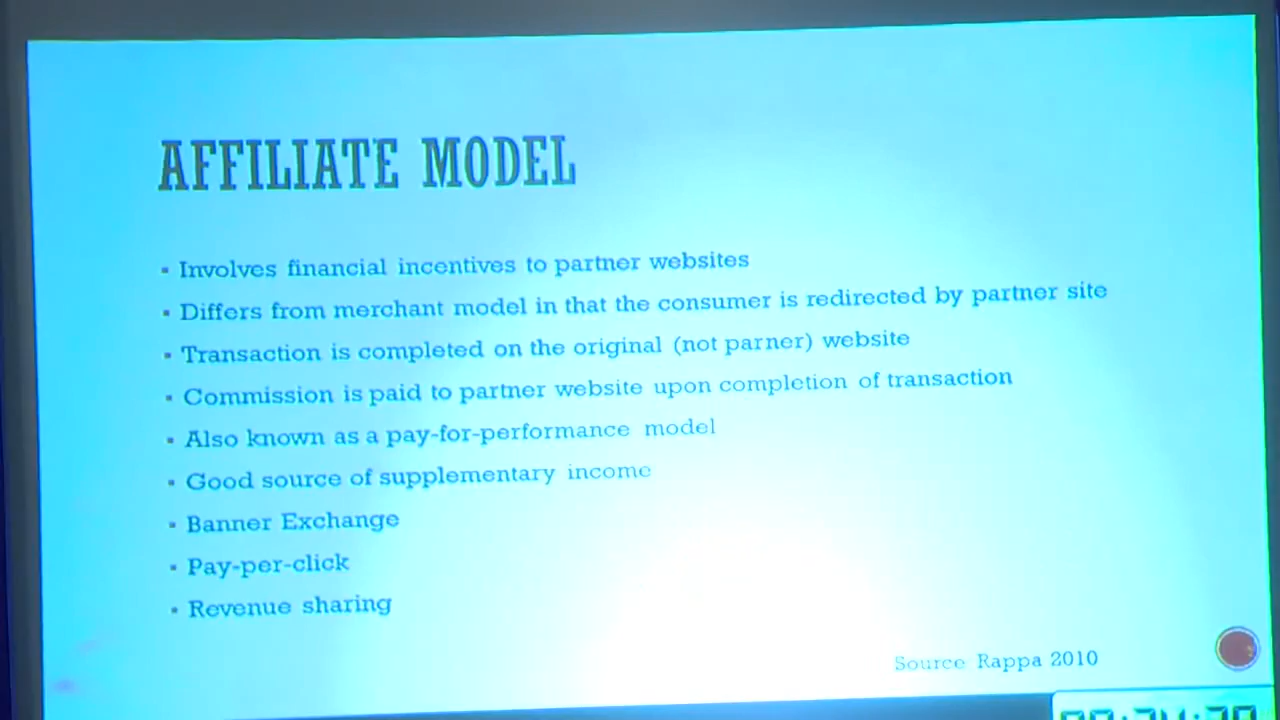 AFFILIATE MODEL
▪ Involves financial incentives to partner websites
▪ Differs from merchant model in that the consumer is redirected by partner site
▪ Transaction is completed on the original (not parner) website
▪ Commission is paid to partner website upon completion of transaction
▪ Also known as a pay-for-performance model
▪ Good source of supplementary income
▪ Banner Exchange
▪ Pay-per-click
▪ Revenue sharing
Source Rappa 2010